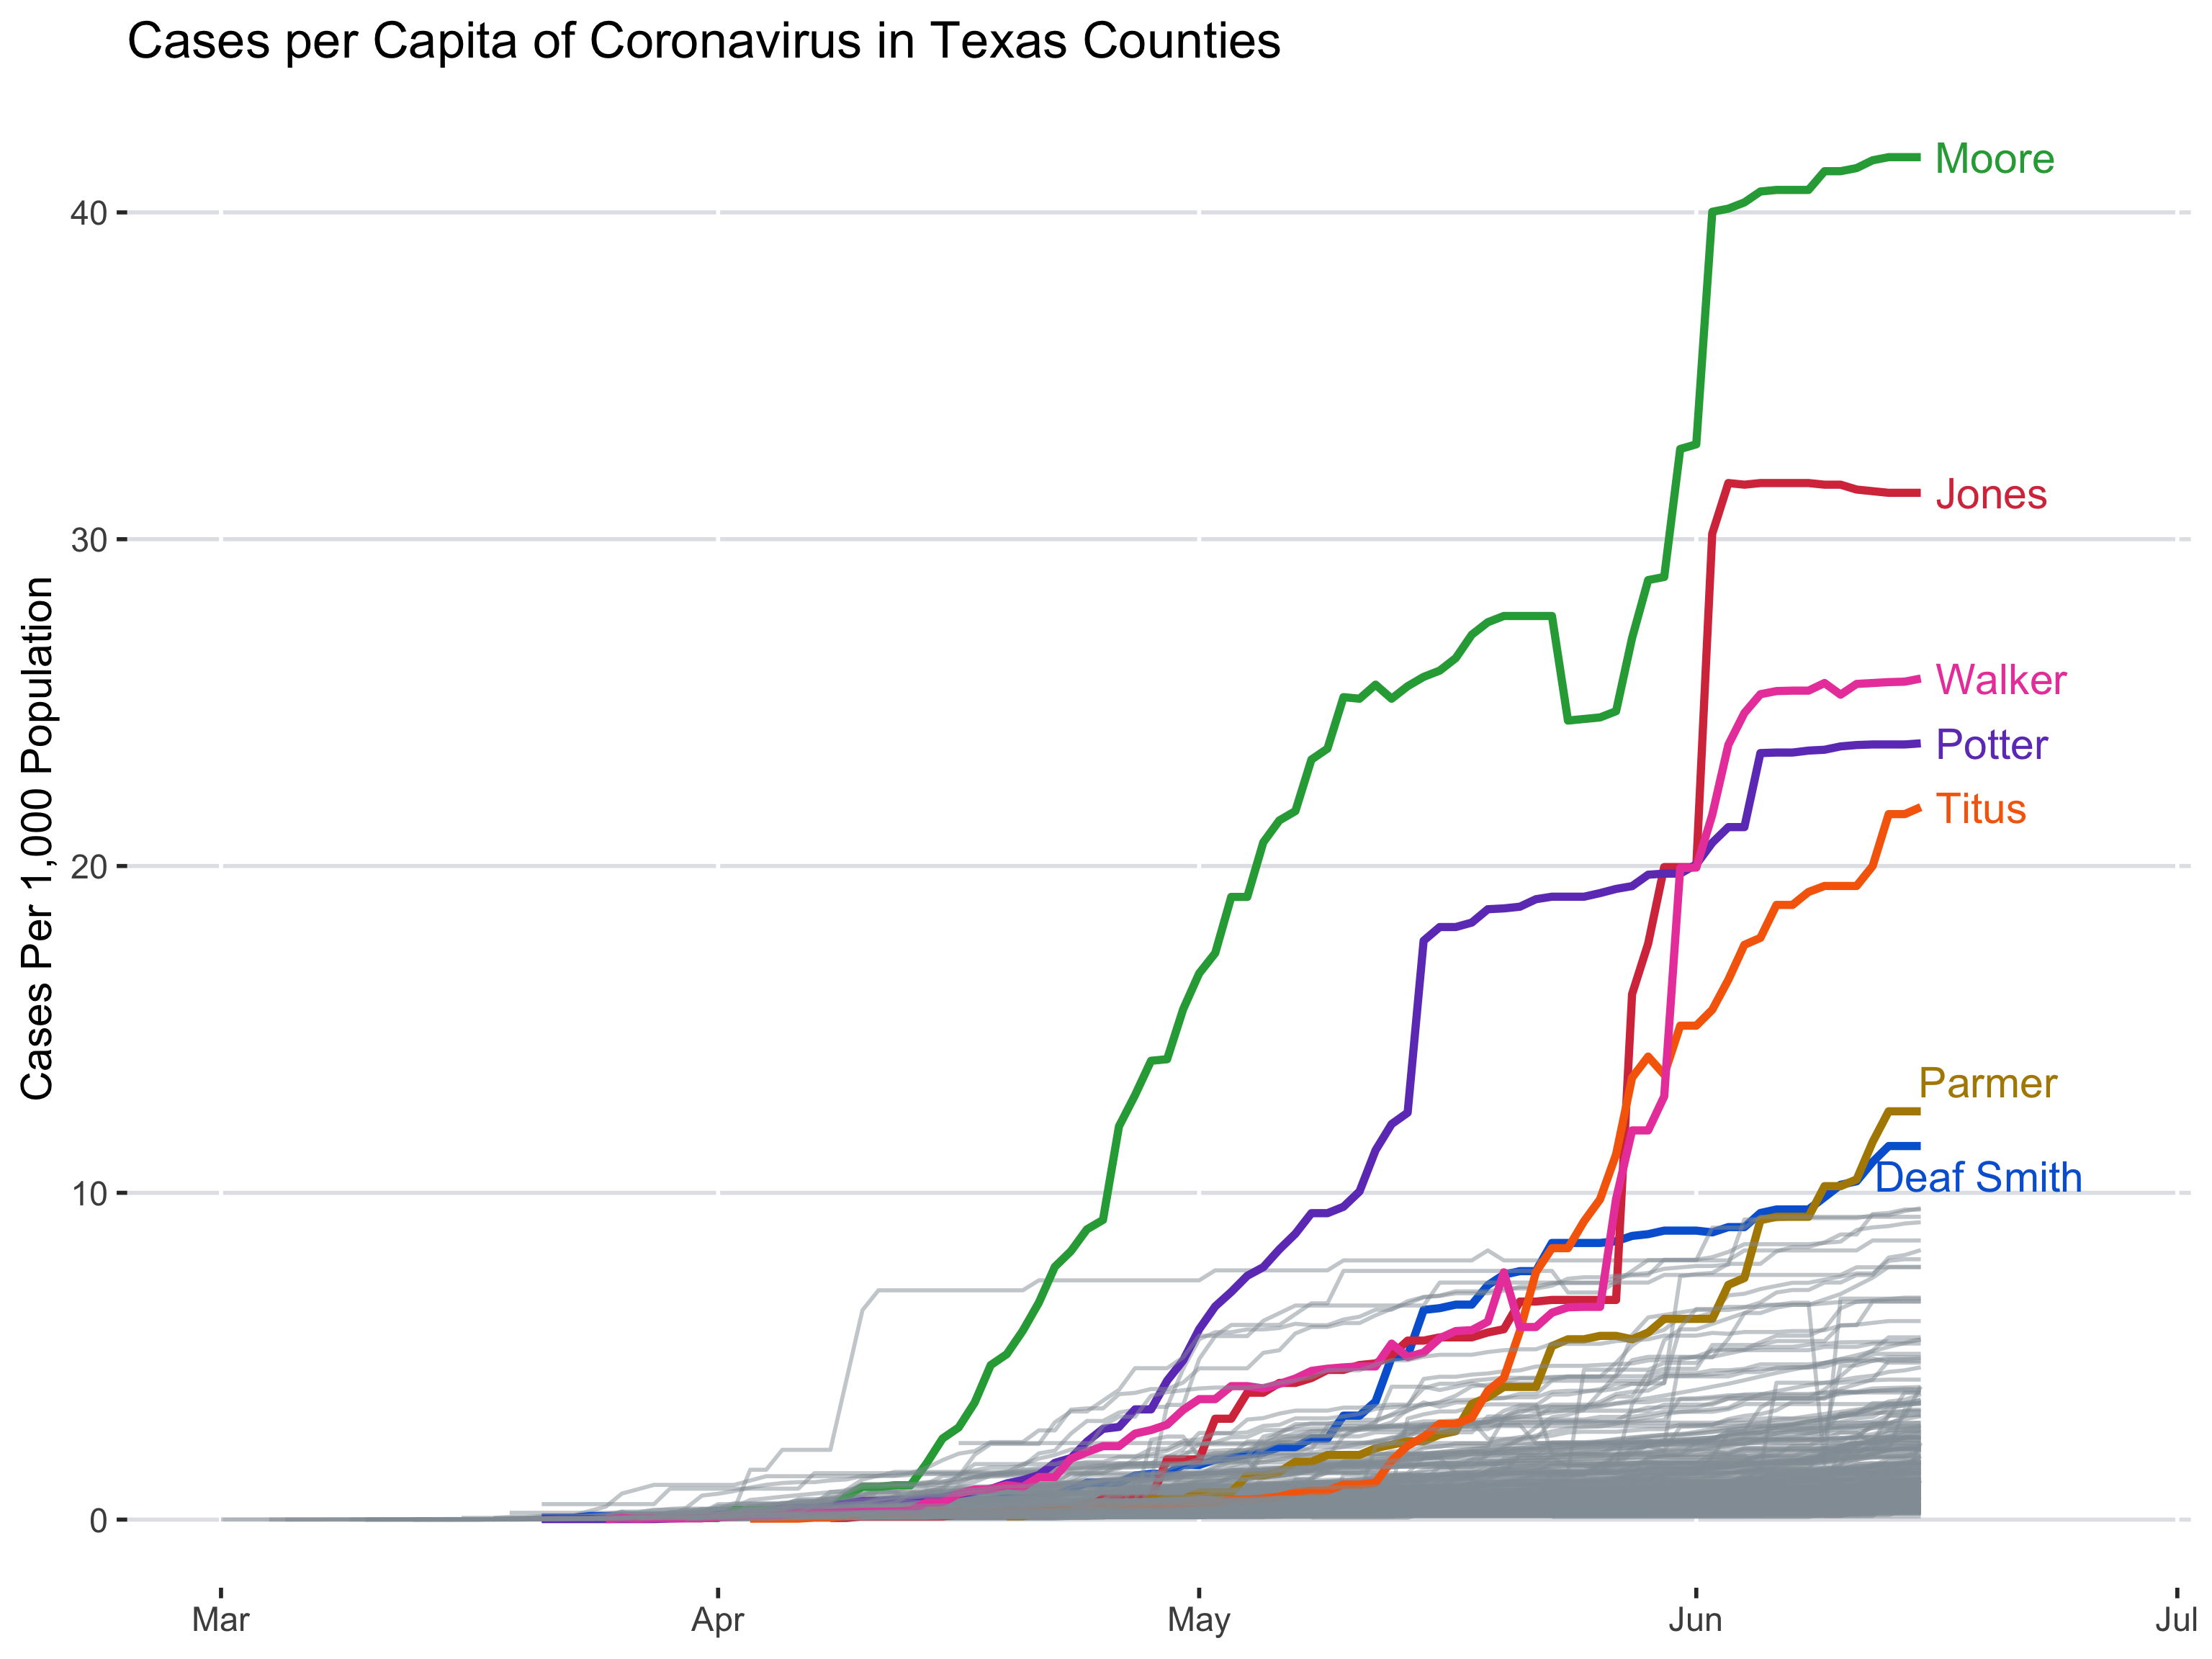 Cases per Capita of Coronavirus in Texas Counties
Cases Per 1,000 Population
40
30
20
10
0
Mar
Apr
May
Jun
Jul
Moore
Jones
Walker
Potter
Titus
Parmer
Deaf Smith